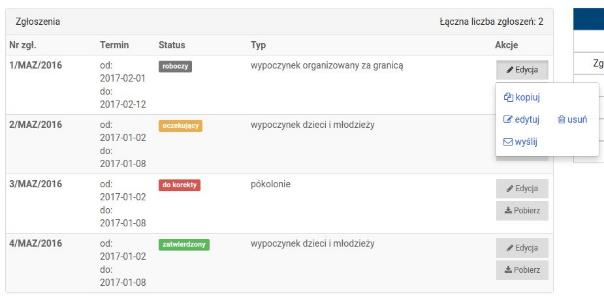 Zgłoszenia Łączna liczba zgłoszeń: 2
Nr zgł. Termin Status Typ Akcje
1/MAZ/2016 od: roboczy wypoczynek organizowany za granicą Edycja
2017-02-01
do:
2017-02-12
kopiuj
edytuj usuń
wyślij
2/MAZ/2016 od: oczekujący wypoczynek dzieci i młodzieży
2017-01-02
do:
2017-01-08
3/MAZ/2016 od: do korekty pókolonie Edycja
2017-01-02
do: Pobierz
2017-01-08
4/MAZ/2016 od: zatwierdzony wypoczynek dzieci i młodzieży Edycja
2017-01-02
do: Pobierz
2017-01-08
Zg